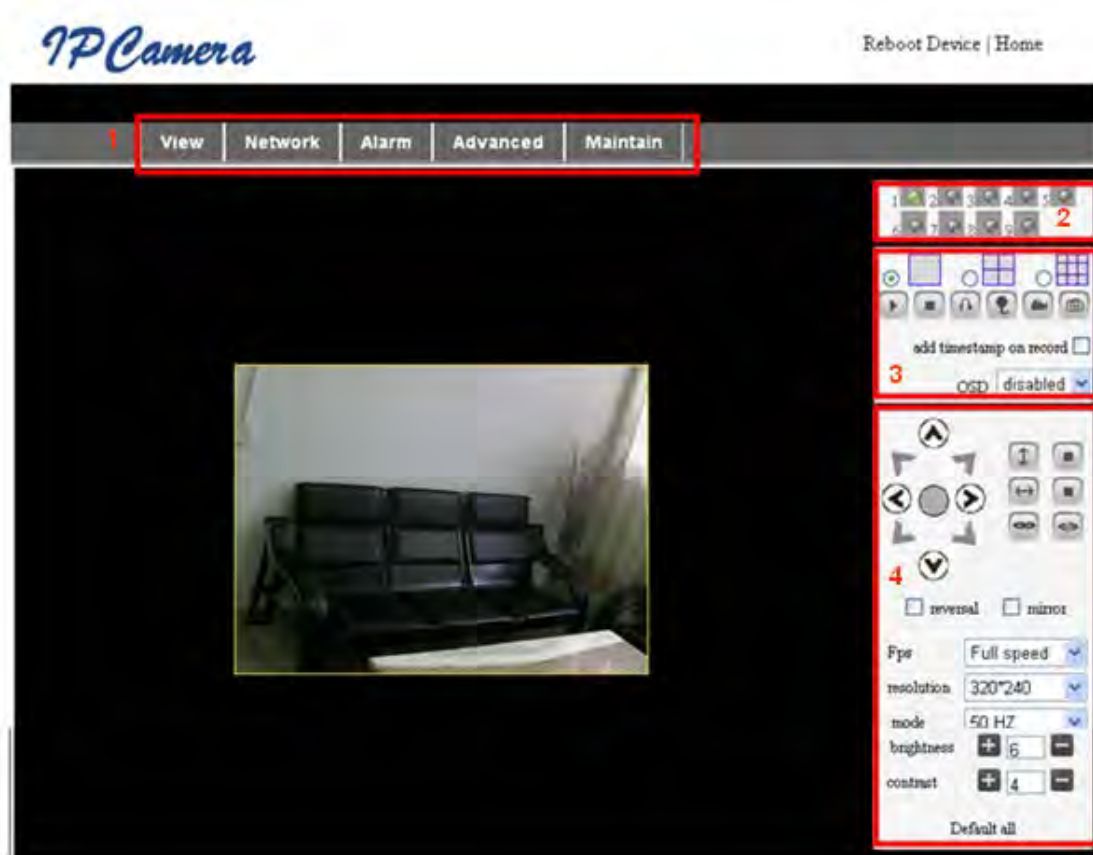 IPCamera
Reboot Device | Home
1 View Network Alarm Advanced Maintain
1 2 3 4 5
2
6 7 8 9
add timestamp on record
3
OSD disabled
4
reversal mirror
Fps Full speed
resolution 320*240
mode 50 HZ
brightness 6
contrast 4
Default all